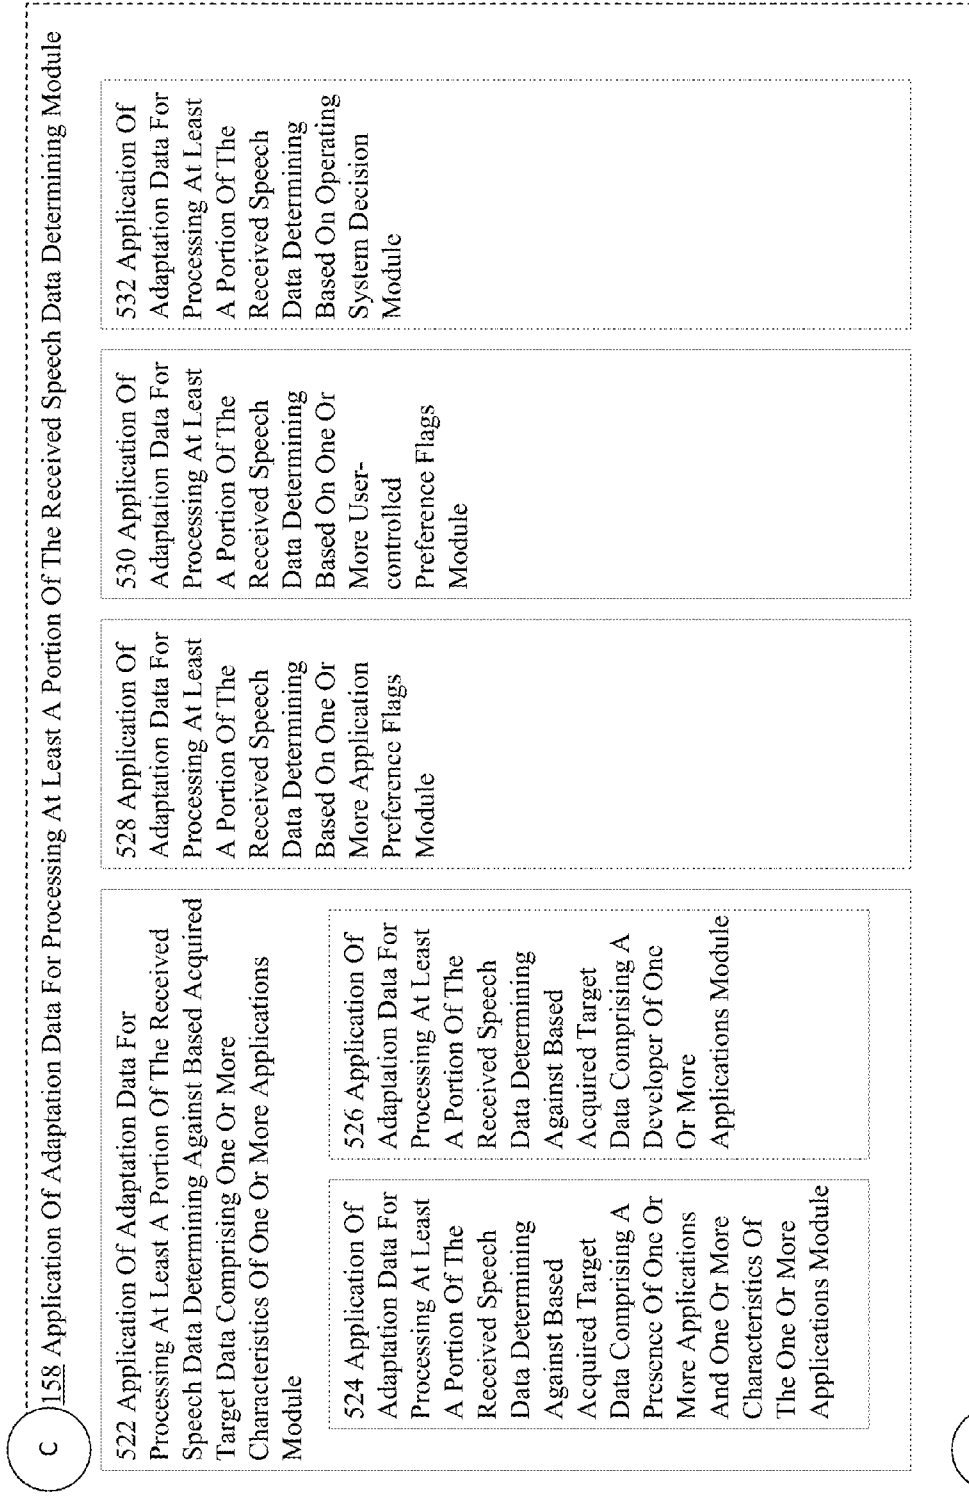 C
158 Application Of Adaptation Data For Processing At Least A Portion Of The Received Speech Data Determining Module
522 Application Of Adaptation Data For
Processing At Least A Portion Of The Received
Speech Data Determining Against Based Acquired
Target Data Comprising One Or More
Characteristics Of One Or More Applications
Module
524 Application Of
Adaptation Data For
Processing At Least
A Portion Of The
Received Speech
Data Determining
Against Based
Acquired Target
Data Comprising A
Presence Of One Or
More Applications
And One Or More
Characteristics Of
The One Or More
Applications Module
526 Application Of
Adaptation Data For
Processing At Least
A Portion Of The
Received Speech
Data Determining
Against Based
Acquired Target
Data Comprising A
Developer Of One
Or More
Applications Module
528 Application Of
Adaptation Data For
Processing At Least
A Portion Of The
Received Speech
Data Determining
Based On One Or
More Application
Preference Flags
Module
530 Application Of
Adaptation Data For
Processing At Least
A Portion Of The
Received Speech
Data Determining
Based On One Or
More User-
controlled
Preference Flags
Module
532 Application Of
Adaptation Data For
Processing At Least
A Portion Of The
Received Speech
Data Determining
Based On Operating
System Decision
Module